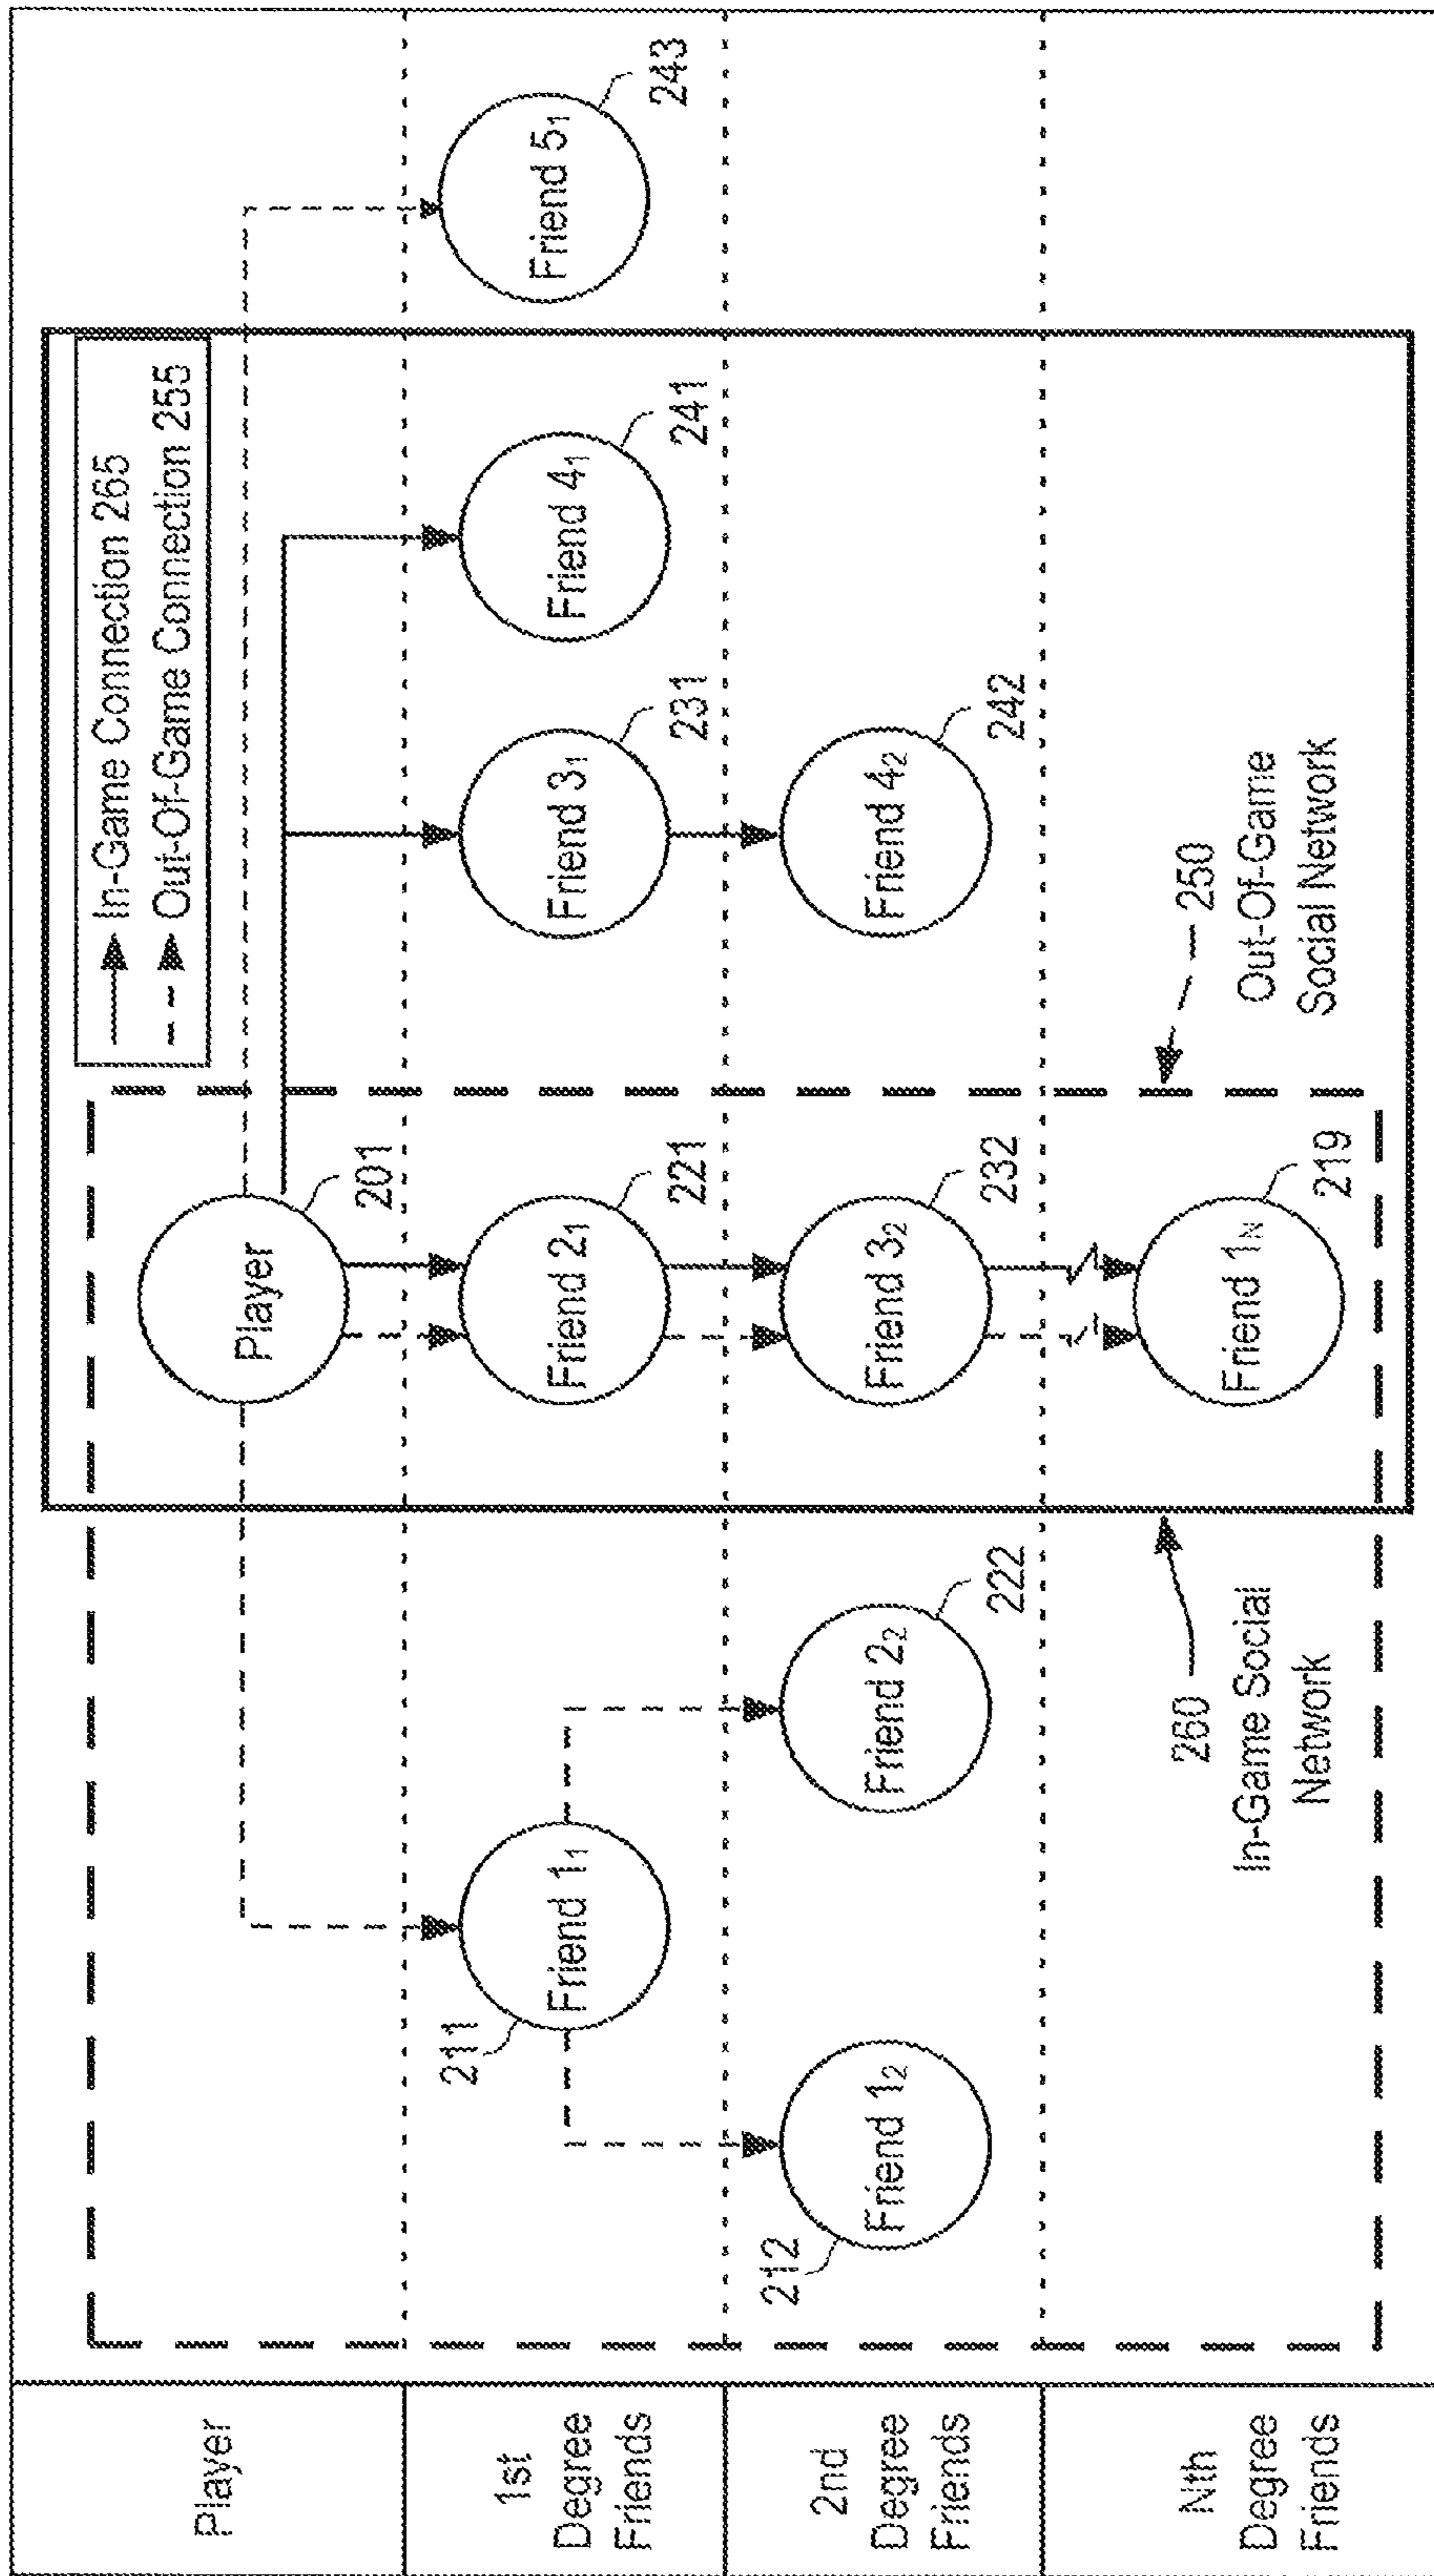 Player
1st
Degree
Friends
2nd
Degree
Friends
Nth
Degree
Friends
In-Game Connection 265
Out-Of-Game Connection 255
Player
201
Friend 1₁
211
Friend 2₁
221
Friend 3₁
231
Friend 4₁
241
Friend 5₁
243
Friend 1₂
212
Friend 2₂
222
Friend 3₂
232
Friend 4₂
242
Friend 1N
219
260
In-Game Social
Network
250
Out-Of-Game
Social Network